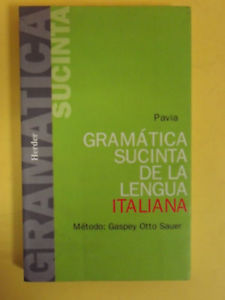 GRAMÁTICA
SUCINTA
Herder
Pavia
GRAMÁTICA
SUCINTA
DE LA
LENGUA
ITALIANA
Método: Gaspey Otto Sauer